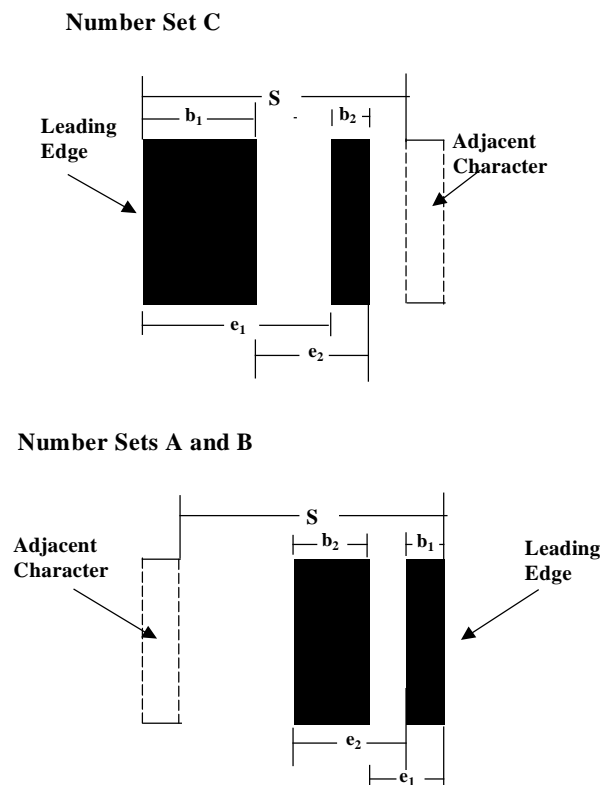 Number Set C
S
b₁ b₂
Leading
Edge
Adjacent
Character
e₁
e₂
Number Sets A and B
S
b₂ b₁
Adjacent
Character
Leading
Edge
e₂
e₁